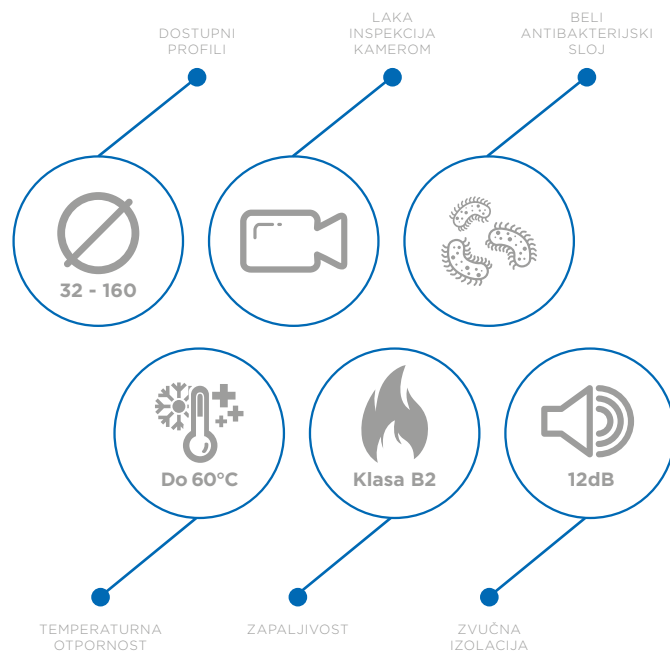 DOSTUPNI
PROFILI
LAKA
INSPEKCIJA
KAMEROM
BELI
ANTIBAKTERIJSKI
SLOJ
32 - 160
Do 60°C
Klasa B2
12dB
TEMPERATURNA
OTPORNOST
ZAPALJIVOST
ZVUČNA
IZOLACIJA